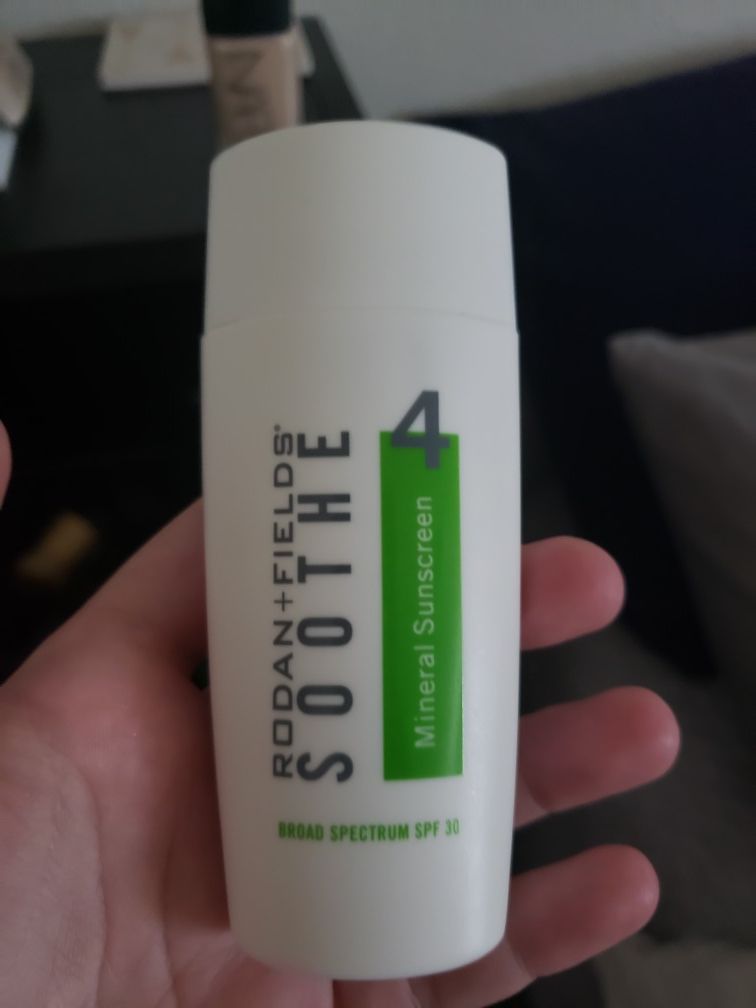 RODAN+FIELDS®
SOOTHE
4
Mineral Sunscreen
BROAD SPECTRUM SPF 30